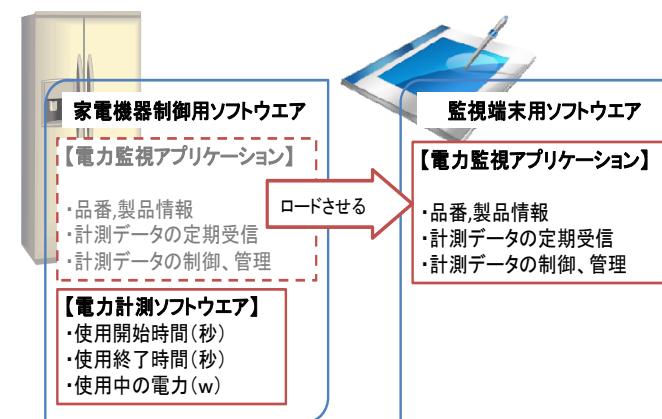 家電機器制御用ソフトウエア
【電力監視アプリケーション】
・品番,製品情報
・計測データの定期受信
・計測データの制御、管理
【電力計測ソフトウエア】
・使用開始時間(秒)
・使用終了時間(秒)
・使用中の電力(w)
ロードさせる
監視端末用ソフトウエア
【電力監視アプリケーション】
・品番,製品情報
・計測データの定期受信
・計測データの制御、管理